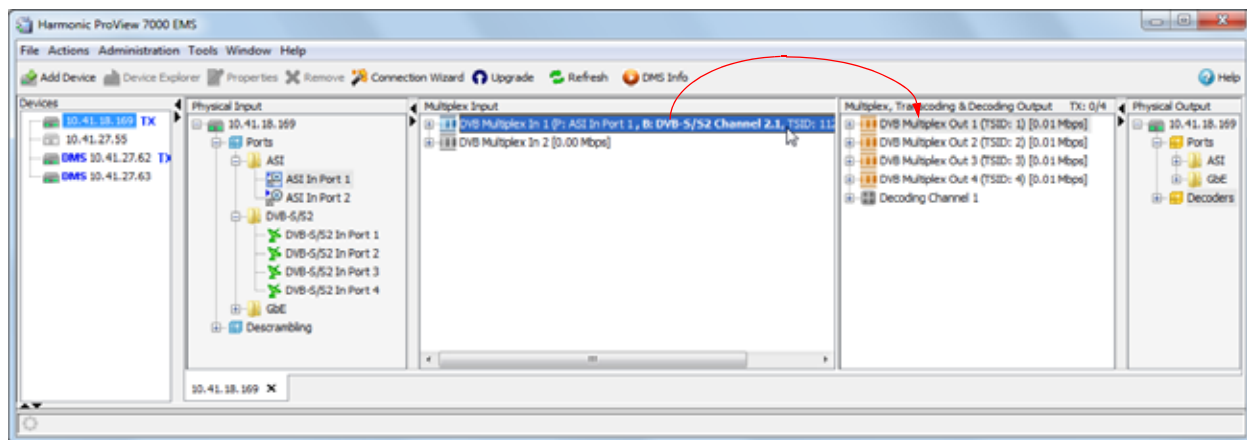 Harmonic ProView 7000 EMS
File Actions Administration Tools Window Help
Add Device Device Explorer Properties Remove Connection Wizard Upgrade Refresh DMS Info Help
Devices
10.41.18.169 TX
10.41.27.55
DMS 10.41.27.62 TX
DMS 10.41.27.63
Physical Input
10.41.18.169
Ports
ASI
ASI In Port 1
ASI In Port 2
DVB-S/S2
DVB-S/S2 In Port 1
DVB-S/S2 In Port 2
DVB-S/S2 In Port 3
DVB-S/S2 In Port 4
GbE
Descrambling
Multiplex Input
DVB Multiplex In 1 (P: ASI In Port 1 , B: DVB-S/S2 Channel 2.1, TSID: 112
DVB Multiplex In 2 [0.00 Mbps]
Multiplex, Transcoding & Decoding Output TX: 0/4
DVB Multiplex Out 1 (TSID: 1) [0.01 Mbps]
DVB Multiplex Out 2 (TSID: 2) [0.01 Mbps]
DVB Multiplex Out 3 (TSID: 3) [0.01 Mbps]
DVB Multiplex Out 4 (TSID: 4) [0.01 Mbps]
Decoding Channel 1
Physical Output
10.41.18.169
Ports
ASI
GbE
Decoders
10.41.18.169